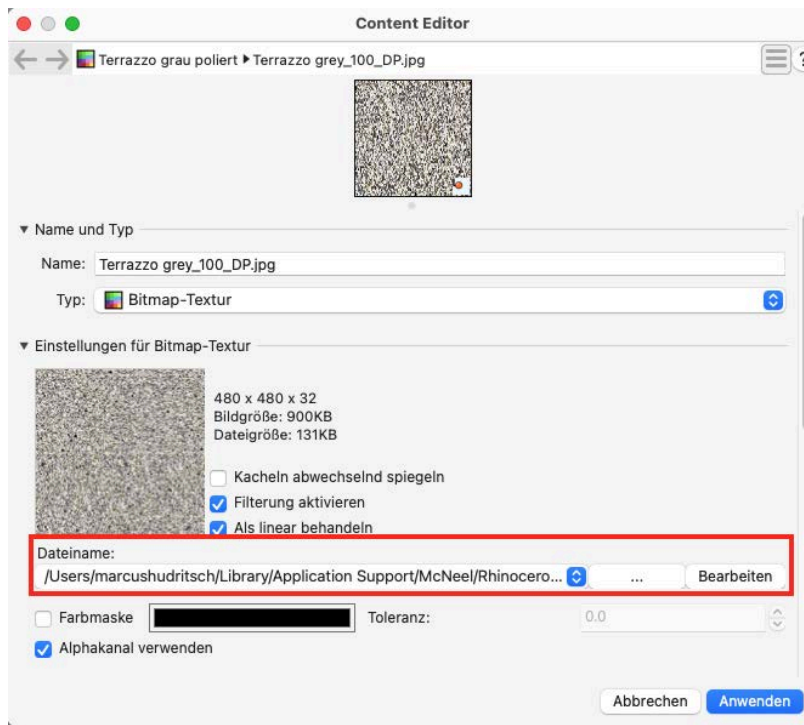 Content Editor
Terrazzo grau poliert ▸ Terrazzo grey_100_DP.jpg
?
Name und Typ
Name: Terrazzo grey_100_DP.jpg
Typ: Bitmap-Textur
Einstellungen für Bitmap-Textur
480 x 480 x 32
Bildgröße: 900KB
Dateigröße: 131KB
Kacheln abwechselnd spiegeln
Filterung aktivieren
Als linear behandeln
Dateiname:
/Users/marcushudritsch/Library/Application Support/McNeel/Rhinocero... ... Bearbeiten
Farbmaske Toleranz: 0.0
Alphakanal verwenden
Abbrechen Anwenden